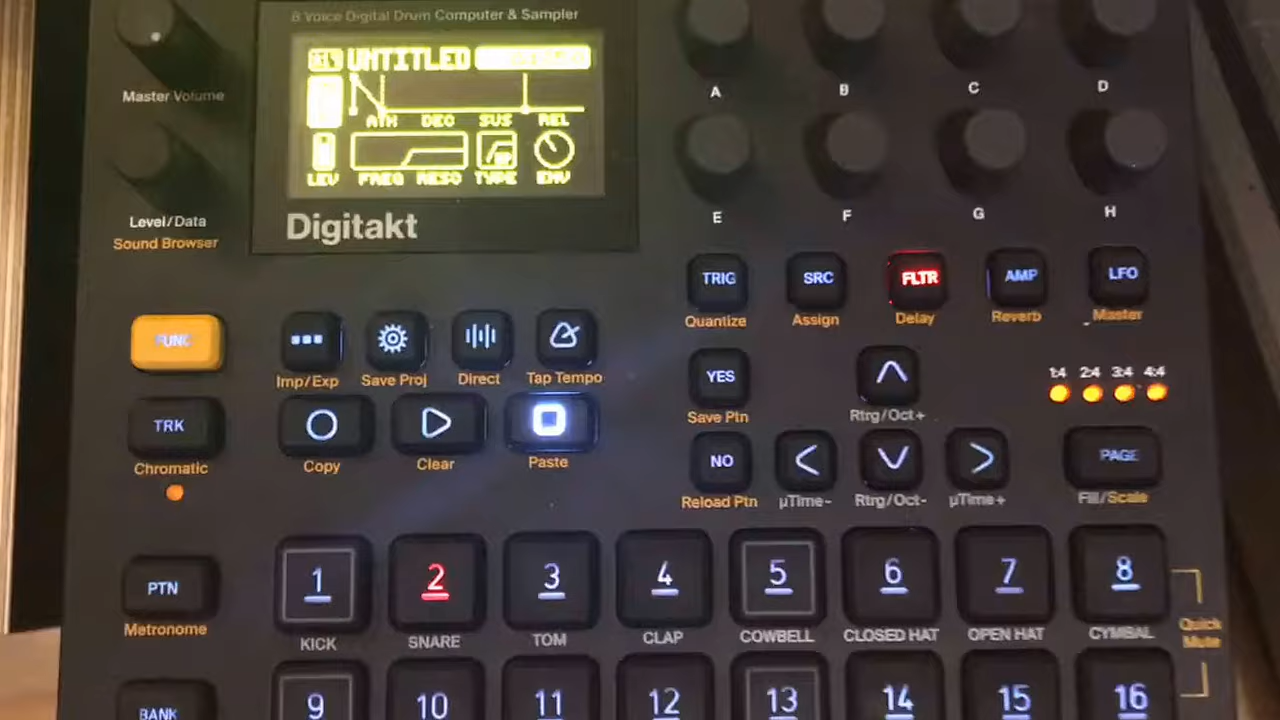 8 Voice Digital Drum Computer & Sampler
UNTITLED
ATK DEC SUS REL
LEV FREQ RESO TYPE ENV
Digitakt
Master Volume
Level/Data
Sound Browser
A B C D
E F G H
TRIG SRC FLTR AMP LFO
Quantize Assign Delay Reverb Master
FUNC
Imp/Exp Save Proj Direct Tap Tempo
YES
Save Ptn
Rtrg/Oct+
1:4 2:4 3:4 4:4
TRK
Chromatic
Copy Clear Paste
NO
Reload Ptn
µTime- Rtrg/Oct- µTime+
PAGE
Fill/Scale
PTN
Metronome
1 2 3 4 5 6 7 8
KICK SNARE TOM CLAP COWBELL CLOSED HAT OPEN HAT CYMBAL
Quick
Mute
BANK
9 10 11 12 13 14 15 16